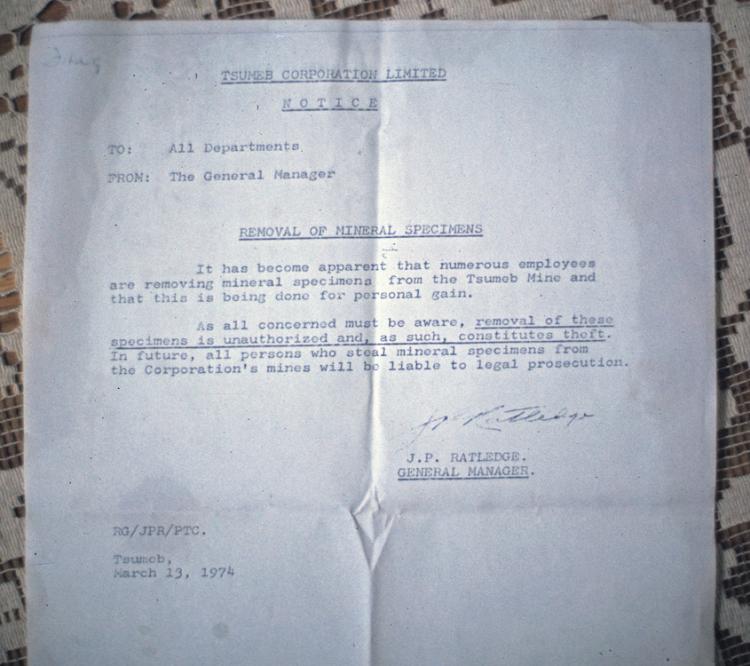 TSUMEB CORPORATION LIMITED
N O T I C E
TO: All Departments
FROM: The General Manager
REMOVAL OF MINERAL SPECIMENS
It has become apparent that numerous employees
are removing mineral specimens from the Tsumeb Mine and
that this is being done for personal gain.
As all concerned must be aware, removal of these
specimens is unauthorized and, as such, constitutes theft.
In future, all persons who steal mineral specimens from
the Corporation's mines will be liable to legal prosecution.
J.P. Ratledge
J.P. RATLEDGE.
GENERAL MANAGER.
RG/JPR/PTC.
Tsumeb,
March 13, 1974